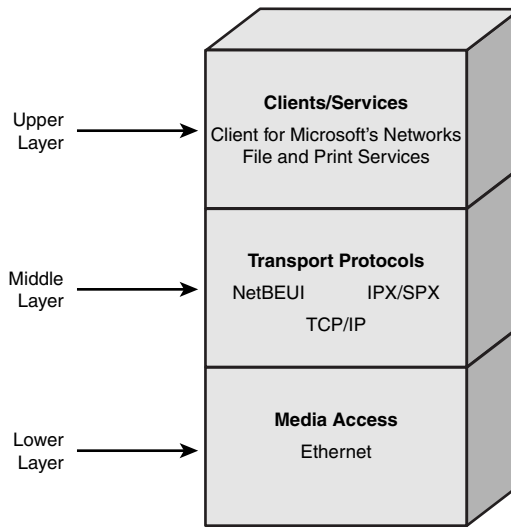 Clients/Services
Upper
Layer
Client for Microsoft's Networks
File and Print Services
Transport Protocols
Middle
Layer
NetBEUI IPX/SPX
TCP/IP
Media Access
Lower
Layer
Ethernet